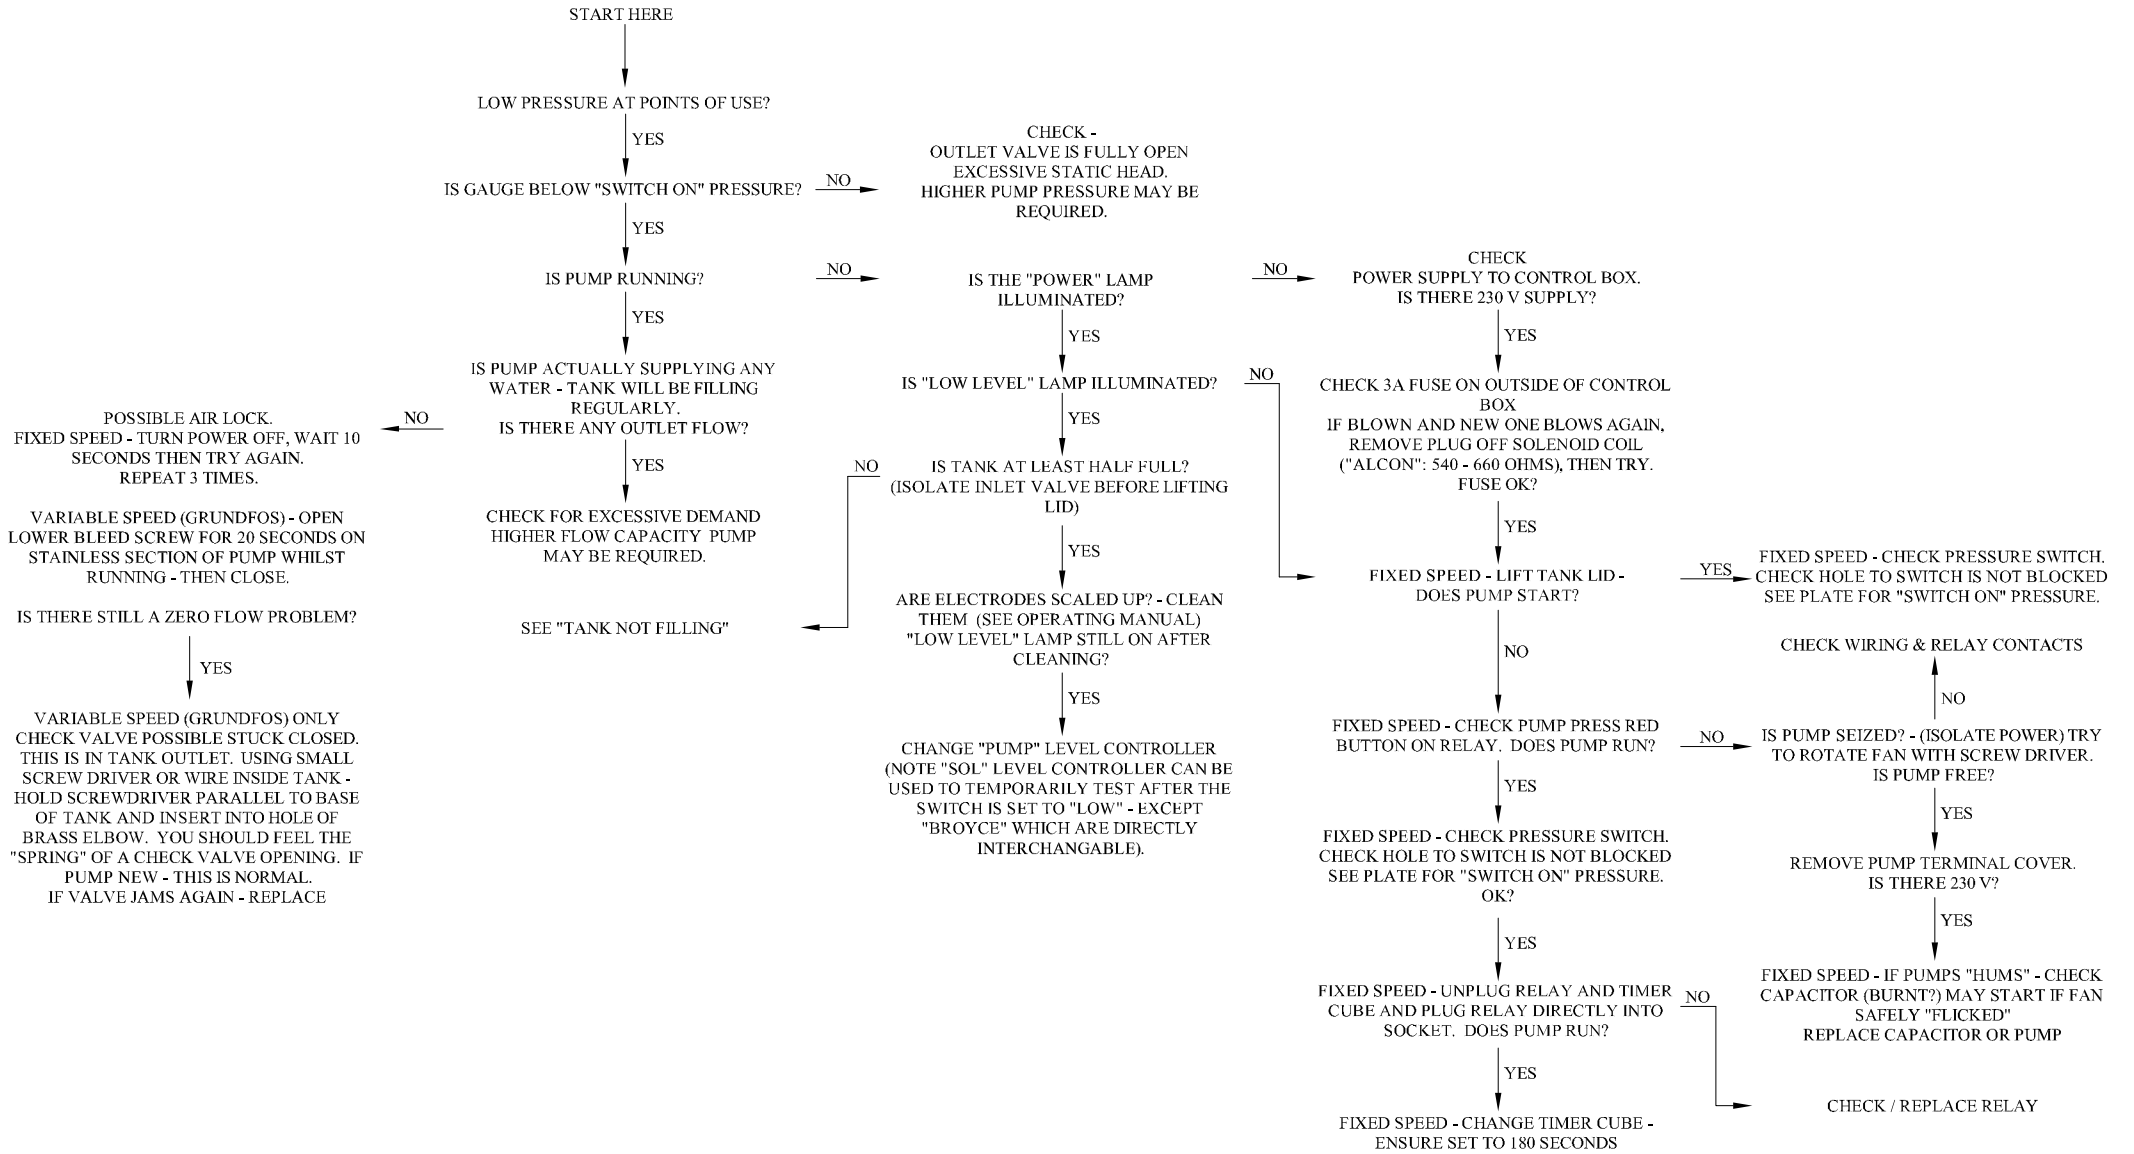 START HERE
LOW PRESSURE AT POINTS OF USE?
YES
IS GAUGE BELOW "SWITCH ON" PRESSURE?
NO
CHECK -
OUTLET VALVE IS FULLY OPEN
EXCESSIVE STATIC HEAD.
HIGHER PUMP PRESSURE MAY BE
REQUIRED.
YES
IS PUMP RUNNING?
NO
IS THE "POWER" LAMP
ILLUMINATED?
NO
CHECK
POWER SUPPLY TO CONTROL BOX.
IS THERE 230 V SUPPLY?
YES
IS PUMP ACTUALLY SUPPLYING ANY
WATER - TANK WILL BE FILLING
REGULARLY.
IS THERE ANY OUTLET FLOW?
NO
POSSIBLE AIR LOCK.
FIXED SPEED - TURN POWER OFF, WAIT 10
SECONDS THEN TRY AGAIN.
REPEAT 3 TIMES.
VARIABLE SPEED (GRUNDFOS) - OPEN
LOWER BLEED SCREW FOR 20 SECONDS ON
STAINLESS SECTION OF PUMP WHILST
RUNNING - THEN CLOSE.
IS THERE STILL A ZERO FLOW PROBLEM?
YES
VARIABLE SPEED (GRUNDFOS) ONLY
CHECK VALVE POSSIBLE STUCK CLOSED.
THIS IS IN TANK OUTLET. USING SMALL
SCREW DRIVER OR WIRE INSIDE TANK -
HOLD SCREWDRIVER PARALLEL TO BASE
OF TANK AND INSERT INTO HOLE OF
BRASS ELBOW. YOU SHOULD FEEL THE
"SPRING" OF A CHECK VALVE OPENING. IF
PUMP NEW - THIS IS NORMAL.
IF VALVE JAMS AGAIN - REPLACE
YES
CHECK FOR EXCESSIVE DEMAND
HIGHER FLOW CAPACITY PUMP
MAY BE REQUIRED.
YES
IS "LOW LEVEL" LAMP ILLUMINATED?
NO
YES
IS TANK AT LEAST HALF FULL?
(ISOLATE INLET VALVE BEFORE LIFTING
LID)
NO
SEE "TANK NOT FILLING"
YES
ARE ELECTRODES SCALED UP? - CLEAN
THEM (SEE OPERATING MANUAL)
"LOW LEVEL" LAMP STILL ON AFTER
CLEANING?
YES
CHANGE "PUMP" LEVEL CONTROLLER
(NOTE "SOL" LEVEL CONTROLLER CAN BE
USED TO TEMPORARILY TEST AFTER THE
SWITCH IS SET TO "LOW" - EXCEPT
"BROYCE" WHICH ARE DIRECTLY
INTERCHANGABLE).
YES
CHECK 3A FUSE ON OUTSIDE OF CONTROL
BOX
IF BLOWN AND NEW ONE BLOWS AGAIN,
REMOVE PLUG OFF SOLENOID COIL
("ALCON": 540 - 660 OHMS), THEN TRY.
FUSE OK?
YES
FIXED SPEED - LIFT TANK LID -
DOES PUMP START?
YES
FIXED SPEED - CHECK PRESSURE SWITCH.
CHECK HOLE TO SWITCH IS NOT BLOCKED
SEE PLATE FOR "SWITCH ON" PRESSURE.
NO
FIXED SPEED - CHECK PUMP PRESS RED
BUTTON ON RELAY. DOES PUMP RUN?
NO
IS PUMP SEIZED? - (ISOLATE POWER) TRY
TO ROTATE FAN WITH SCREW DRIVER.
IS PUMP FREE?
NO
CHECK WIRING & RELAY CONTACTS
YES
REMOVE PUMP TERMINAL COVER.
IS THERE 230 V?
YES
FIXED SPEED - IF PUMPS "HUMS" - CHECK
CAPACITOR (BURNT?) MAY START IF FAN
SAFELY "FLICKED"
REPLACE CAPACITOR OR PUMP
YES
FIXED SPEED - CHECK PRESSURE SWITCH.
CHECK HOLE TO SWITCH IS NOT BLOCKED
SEE PLATE FOR "SWITCH ON" PRESSURE.
OK?
YES
FIXED SPEED - UNPLUG RELAY AND TIMER
CUBE AND PLUG RELAY DIRECTLY INTO
SOCKET. DOES PUMP RUN?
NO
CHECK / REPLACE RELAY
YES
FIXED SPEED - CHANGE TIMER CUBE -
ENSURE SET TO 180 SECONDS